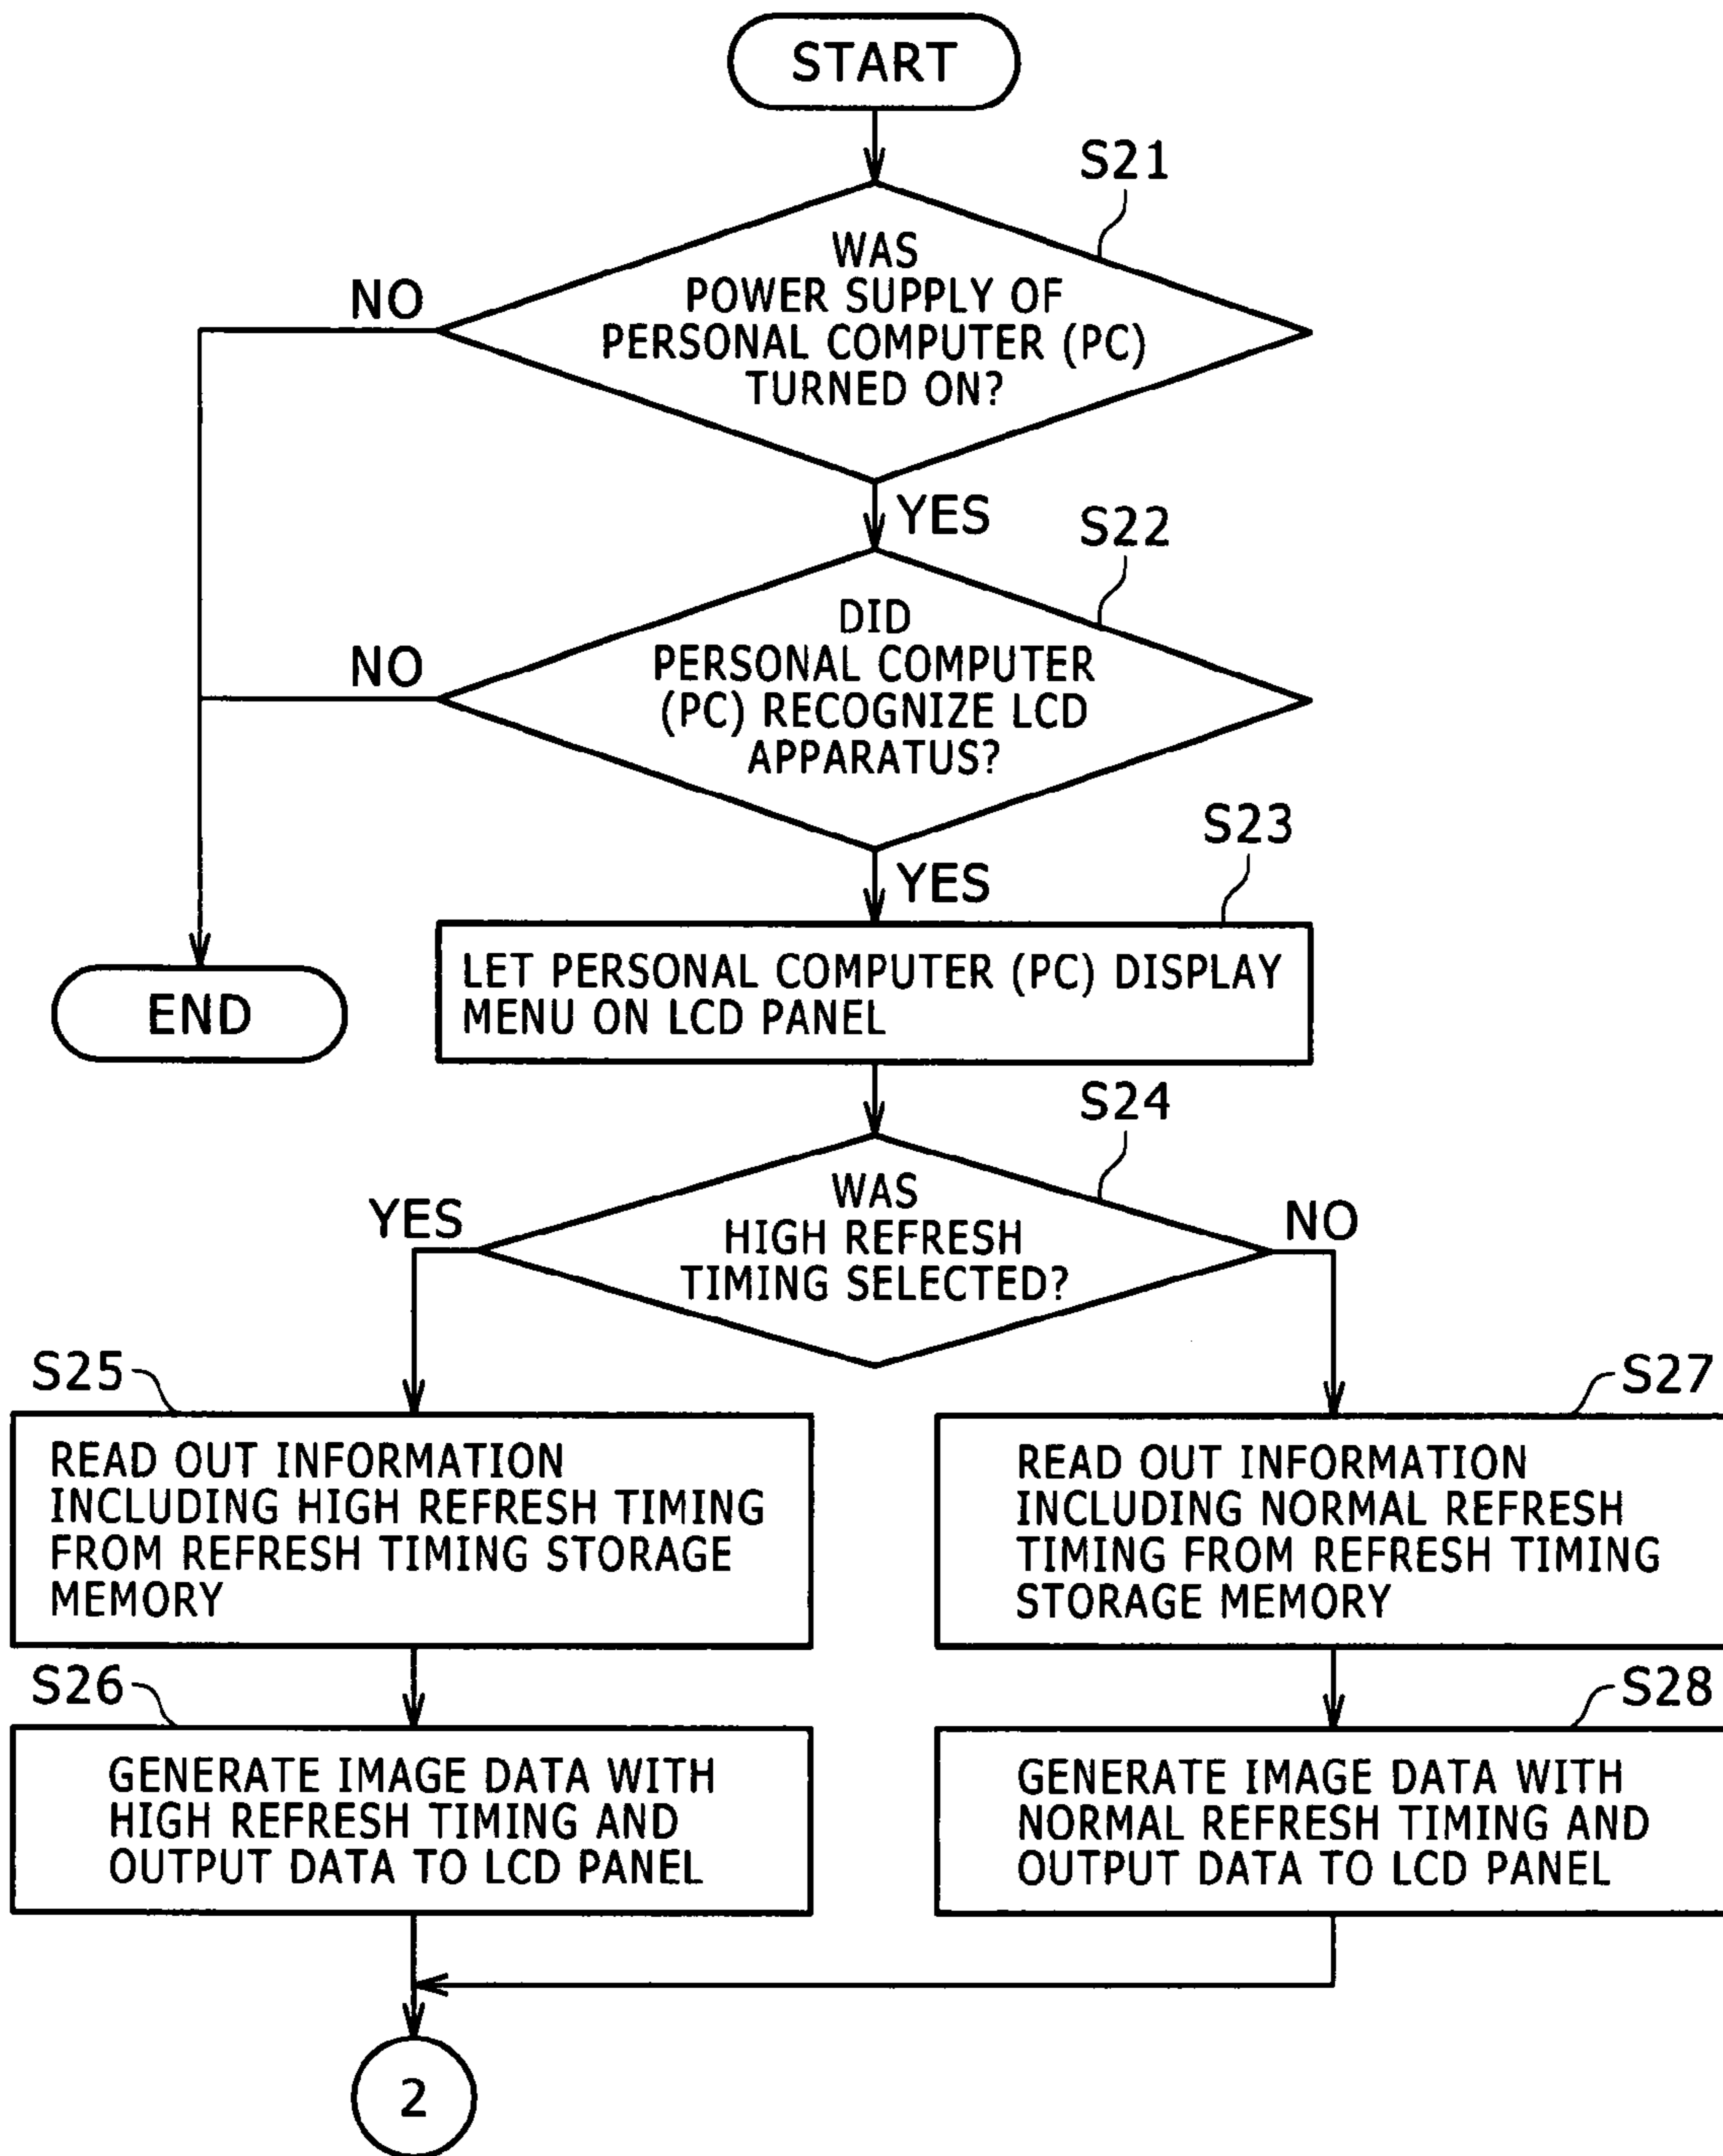 START
S21
WAS
POWER SUPPLY OF
PERSONAL COMPUTER (PC)
TURNED ON?
NO
YES
S22
DID
PERSONAL COMPUTER
(PC) RECOGNIZE LCD
APPARATUS?
NO
YES
S23
LET PERSONAL COMPUTER (PC) DISPLAY
MENU ON LCD PANEL
END
S24
WAS
HIGH REFRESH
TIMING SELECTED?
YES
NO
S25
READ OUT INFORMATION
INCLUDING HIGH REFRESH TIMING
FROM REFRESH TIMING STORAGE
MEMORY
S27
READ OUT INFORMATION
INCLUDING NORMAL REFRESH
TIMING FROM REFRESH TIMING
STORAGE MEMORY
S26
GENERATE IMAGE DATA WITH
HIGH REFRESH TIMING AND
OUTPUT DATA TO LCD PANEL
S28
GENERATE IMAGE DATA WITH
NORMAL REFRESH TIMING AND
OUTPUT DATA TO LCD PANEL
2